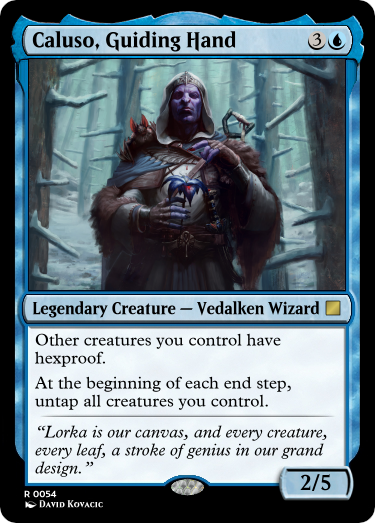 Caluso, Guiding Hand 3
Legendary Creature — Vedalken Wizard
Other creatures you control have
hexproof.
At the beginning of each end step,
untap all creatures you control.
“Lorka is our canvas, and every creature,
every leaf, a stroke of genius in our grand
design.”
2/5
R 0054
David Kovacic